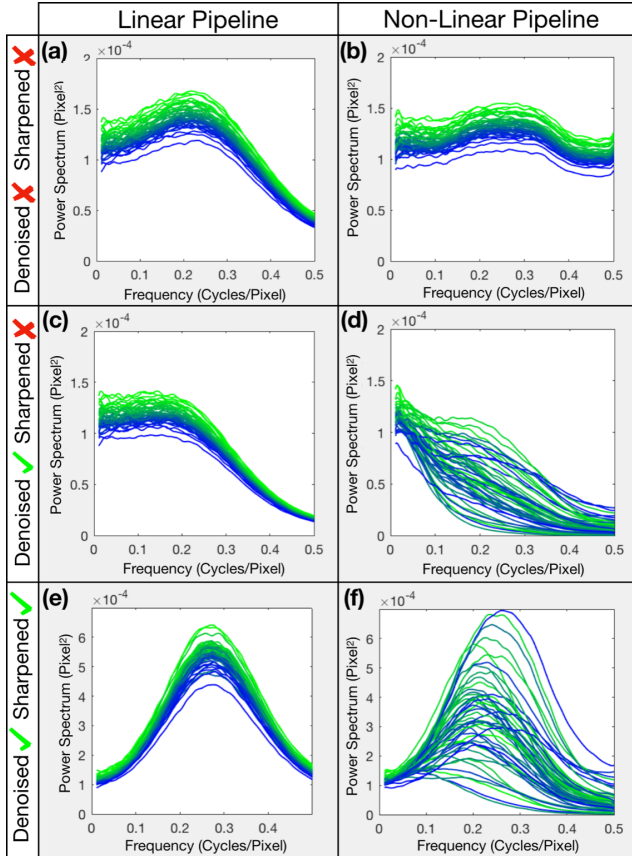 Linear Pipeline
Non-Linear Pipeline
Denoised ✗ Sharpened ✗
(a)
×10⁻⁴
Power Spectrum (Pixel²)
2
1.5
1
0.5
0
0 0.1 0.2 0.3 0.4 0.5
Frequency (Cycles/Pixel)
(b)
×10⁻⁴
Power Spectrum (Pixel²)
2
1.5
1
0.5
0
0 0.1 0.2 0.3 0.4 0.5
Frequency (Cycles/Pixel)
Denoised ✓ Sharpened ✗
(c)
×10⁻⁴
Power Spectrum (Pixel²)
2
1.5
1
0.5
0
0 0.1 0.2 0.3 0.4 0.5
Frequency (Cycles/Pixel)
(d)
×10⁻⁴
Power Spectrum (Pixel²)
2
1.5
1
0.5
0
0 0.1 0.2 0.3 0.4 0.5
Frequency (Cycles/Pixel)
Denoised ✓ Sharpened ✓
(e)
×10⁻⁴
Power Spectrum (Pixel²)
6
5
4
3
2
1
0
0 0.1 0.2 0.3 0.4
Frequency (Cycles/Pixel)
(f)
×10⁻⁴
Power Spectrum (Pixel²)
6
5
4
3
2
1
0
0 0.1 0.2 0.3 0.4 0.5
Frequency (Cycles/Pixel)